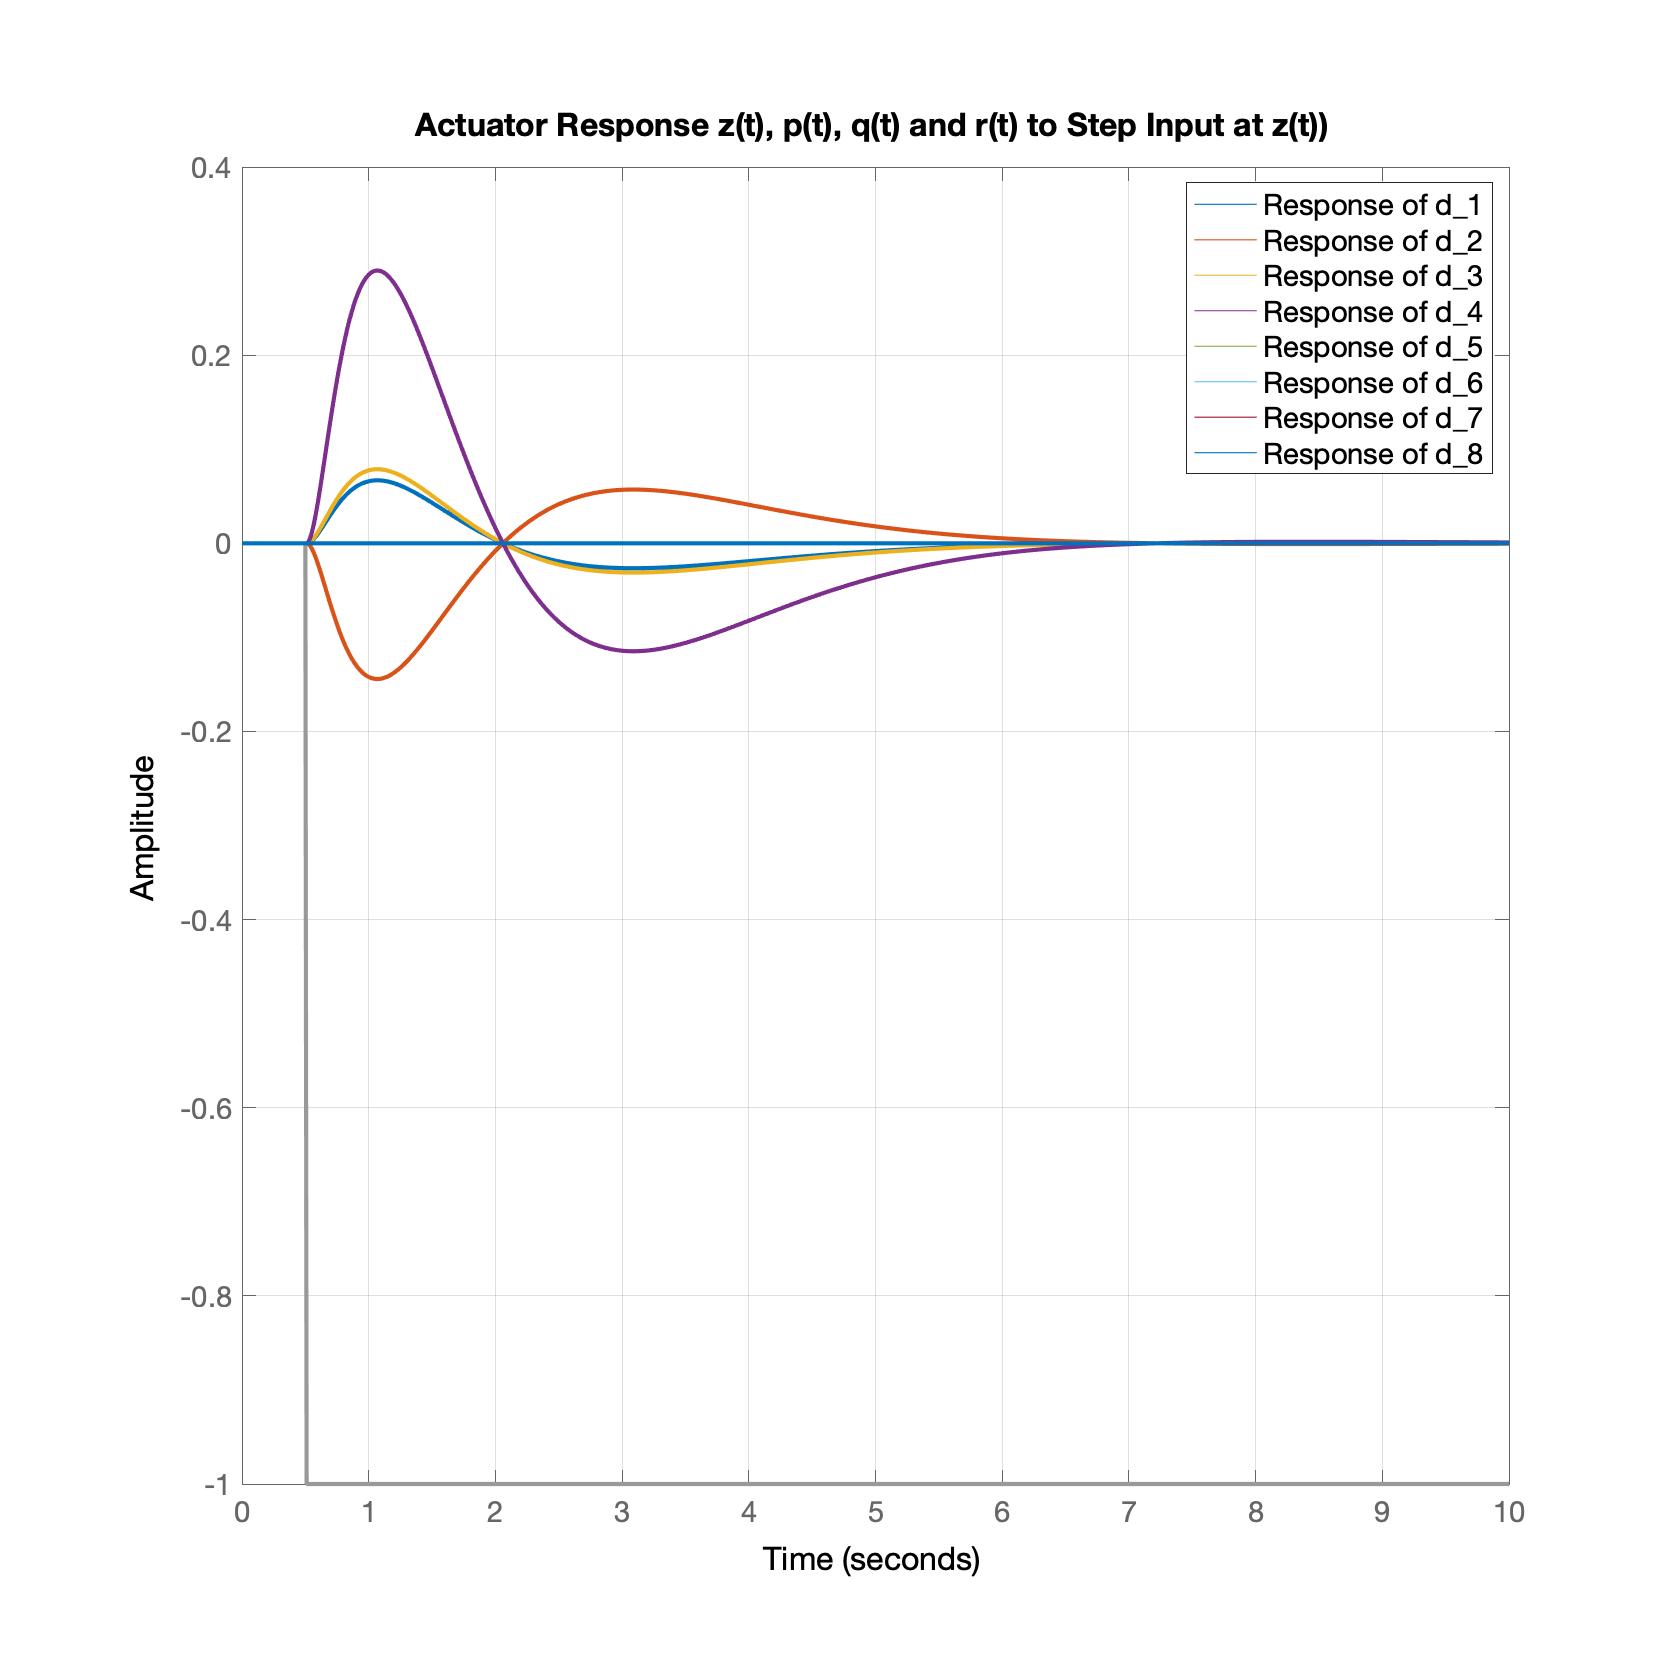 Actuator Response z(t), p(t), q(t) and r(t) to Step Input at z(t))
0.4
0.2
0
-0.2
-0.4
-0.6
-0.8
-1
Amplitude
Response of d_1
Response of d_2
Response of d_3
Response of d_4
Response of d_5
Response of d_6
Response of d_7
Response of d_8
0 1 2 3 4 5 6 7 8 9 10
Time (seconds)